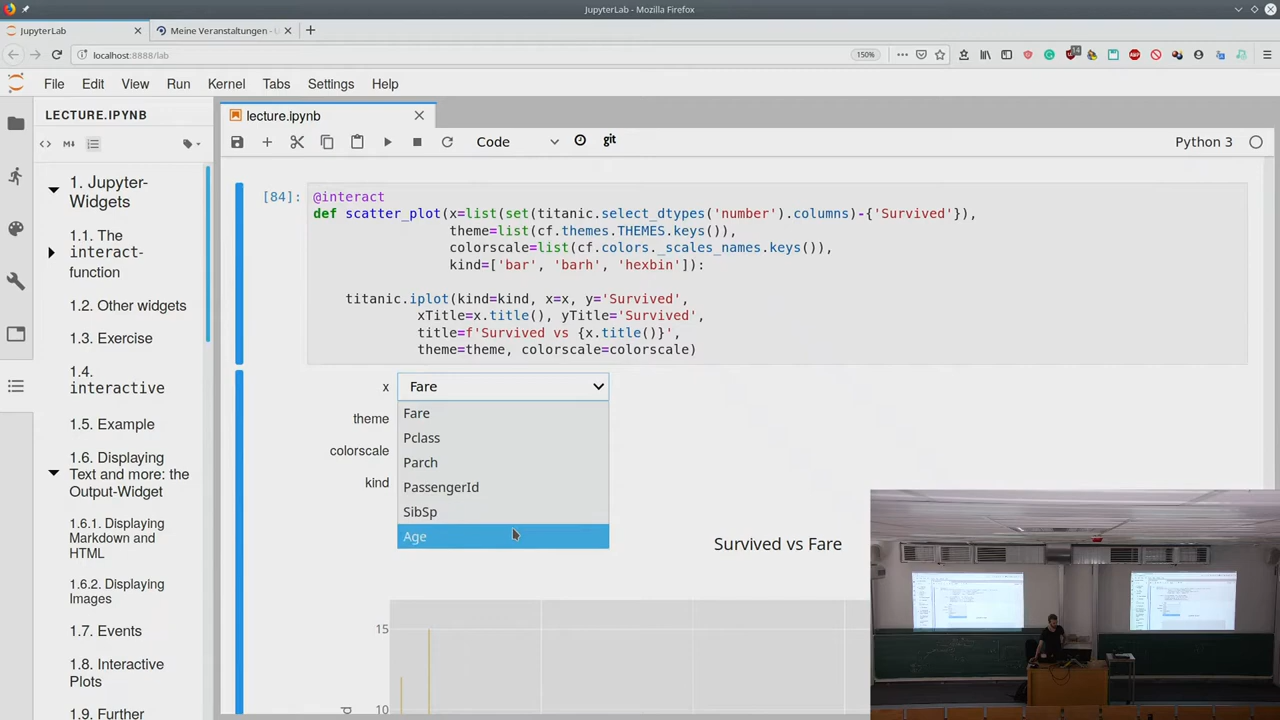 JupyterLab - Mozilla Firefox
JupyterLab
Meine Veranstaltungen -
localhost:8888/lab
150%
14
ABP
File Edit View Run Kernel Tabs Settings Help
LECTURE.IPYNB
lecture.ipynb
Code
git
Python 3
1. Jupyter-
Widgets
1.1. The
interact-
function
1.2. Other widgets
1.3. Exercise
1.4.
interactive
1.5. Example
1.6. Displaying
Text and more: the
Output-Widget
1.6.1. Displaying
Markdown and
HTML
1.6.2. Displaying
Images
1.7. Events
1.8. Interactive
Plots
1.9. Further
[84]:
@interact
def scatter_plot(x=list(set(titanic.select_dtypes('number').columns)-{'Survived'}),
theme=list(cf.themes.THEMES.keys()),
colorscale=list(cf.colors._scales_names.keys()),
kind=['bar', 'barh', 'hexbin']):
titanic.iplot(kind=kind, x=x, y='Survived',
xTitle=x.title(), yTitle='Survived',
title=f'Survived vs {x.title()}',
theme=theme, colorscale=colorscale)
x
Fare
theme
colorscale
kind
Fare
Pclass
Parch
PassengerId
SibSp
Age
Survived vs Fare
15
10